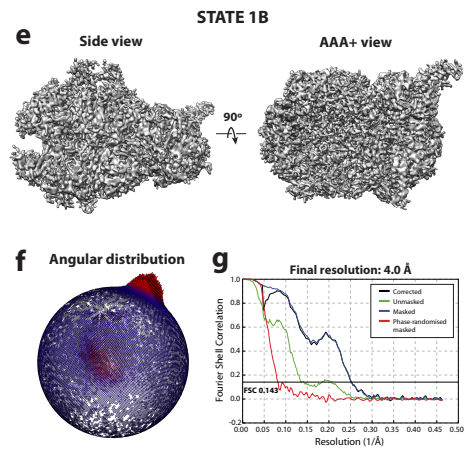 STATE 1B
e
Side view
AAA+ view
90º
f
Angular distribution
g
Final resolution: 4.0 Å
Fourier Shell Correlation
1.0
0.8
0.6
0.4
0.2
0.0
-0.2
Corrected
Unmasked
Masked
Phase-randomised
masked
FSC 0.143
0.00
0.05
0.10
0.15
0.20
0.25
0.30
0.35
0.40
0.45
0.50
Resolution (1/Å)